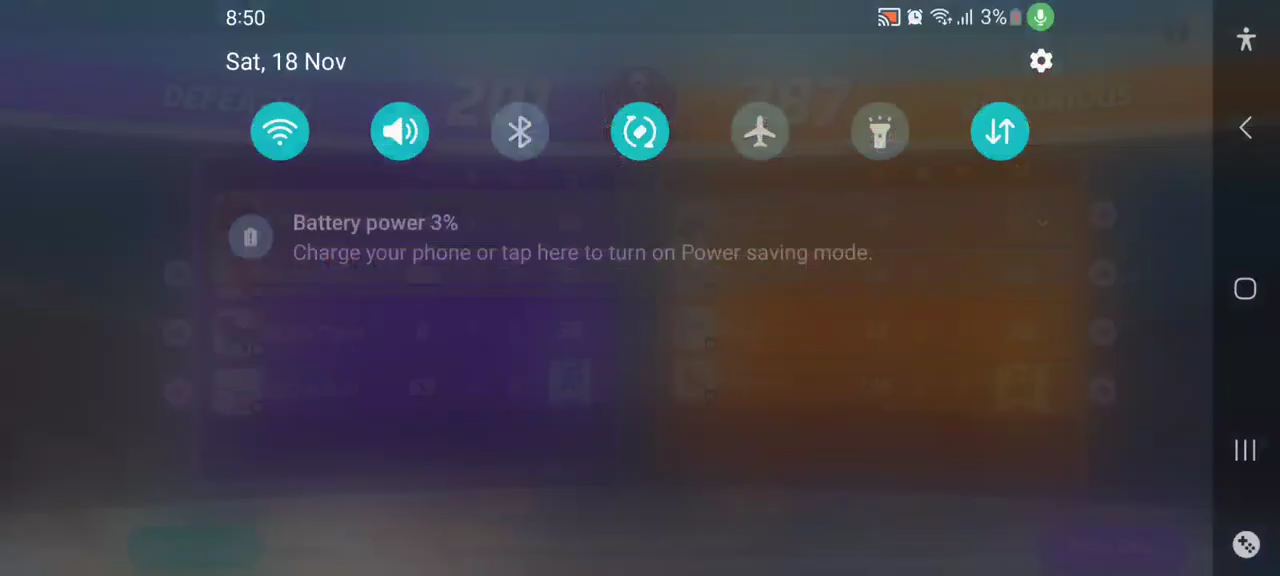 8:50
3%
Sat, 18 Nov
Battery power 3%
Charge your phone or tap here to turn on Power saving mode.